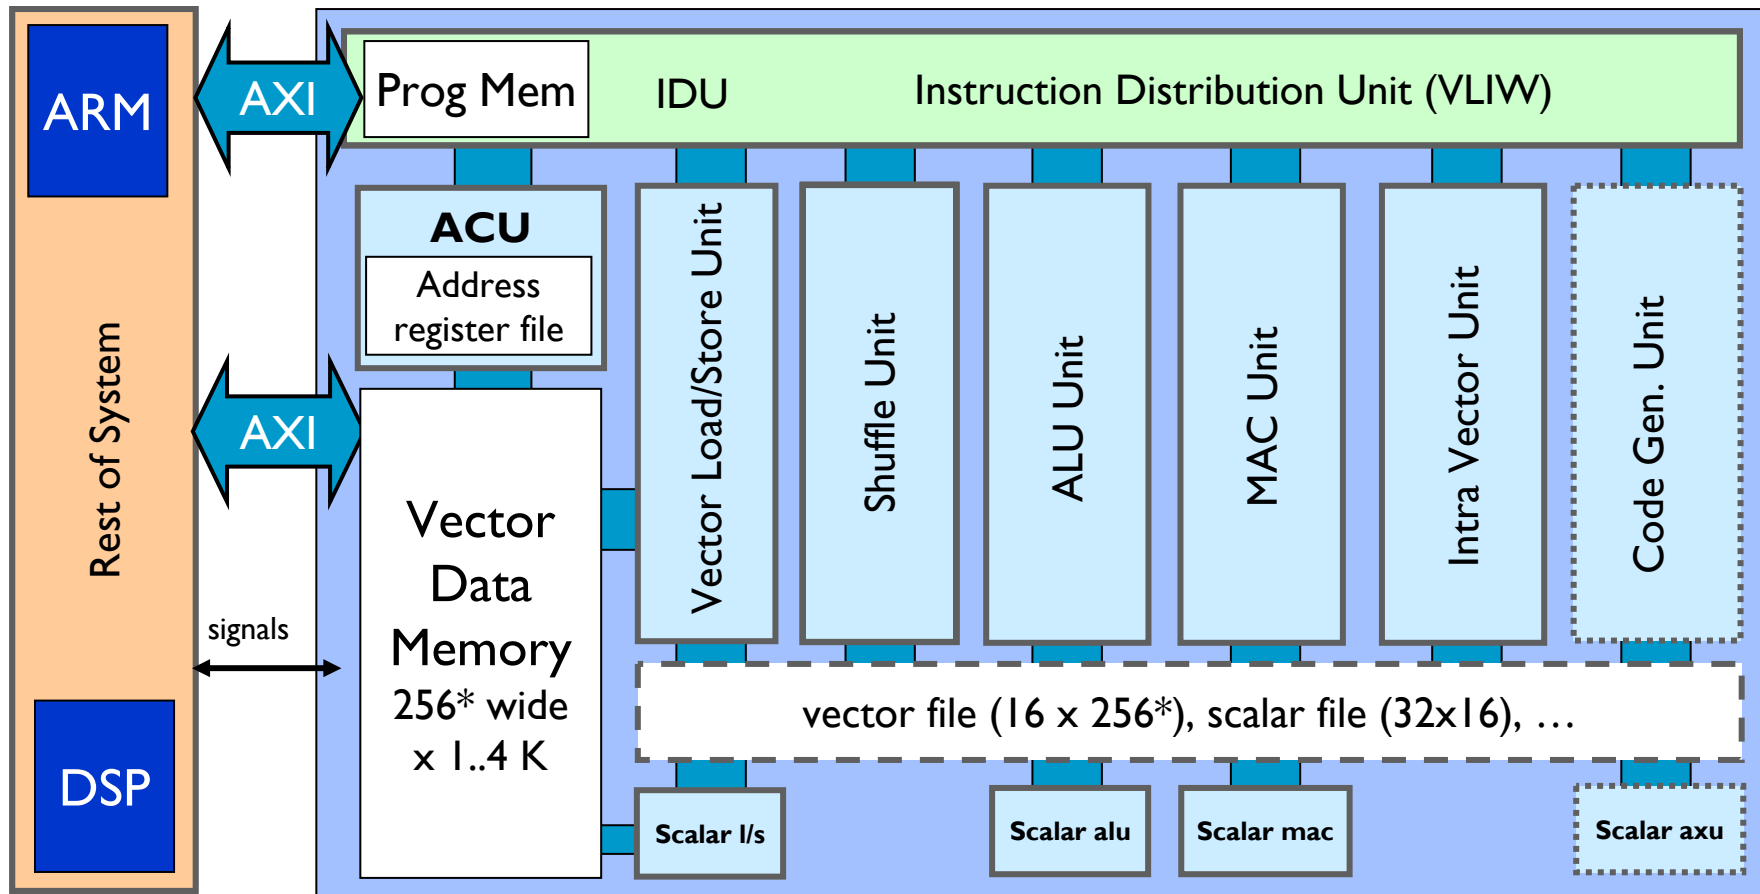 ARM
AXI
Prog Mem
IDU
Instruction Distribution Unit (VLIW)
ACU
Address
register file
Rest of System
AXI
signals
DSP
Vector
Data
Memory
256* wide
x 1..4 K
Vector Load/Store Unit
Shuffle Unit
ALU Unit
MAC Unit
Intra Vector Unit
Code Gen. Unit
vector file (16 x 256*), scalar file (32x16), …
Scalar l/s
Scalar alu
Scalar mac
Scalar axu